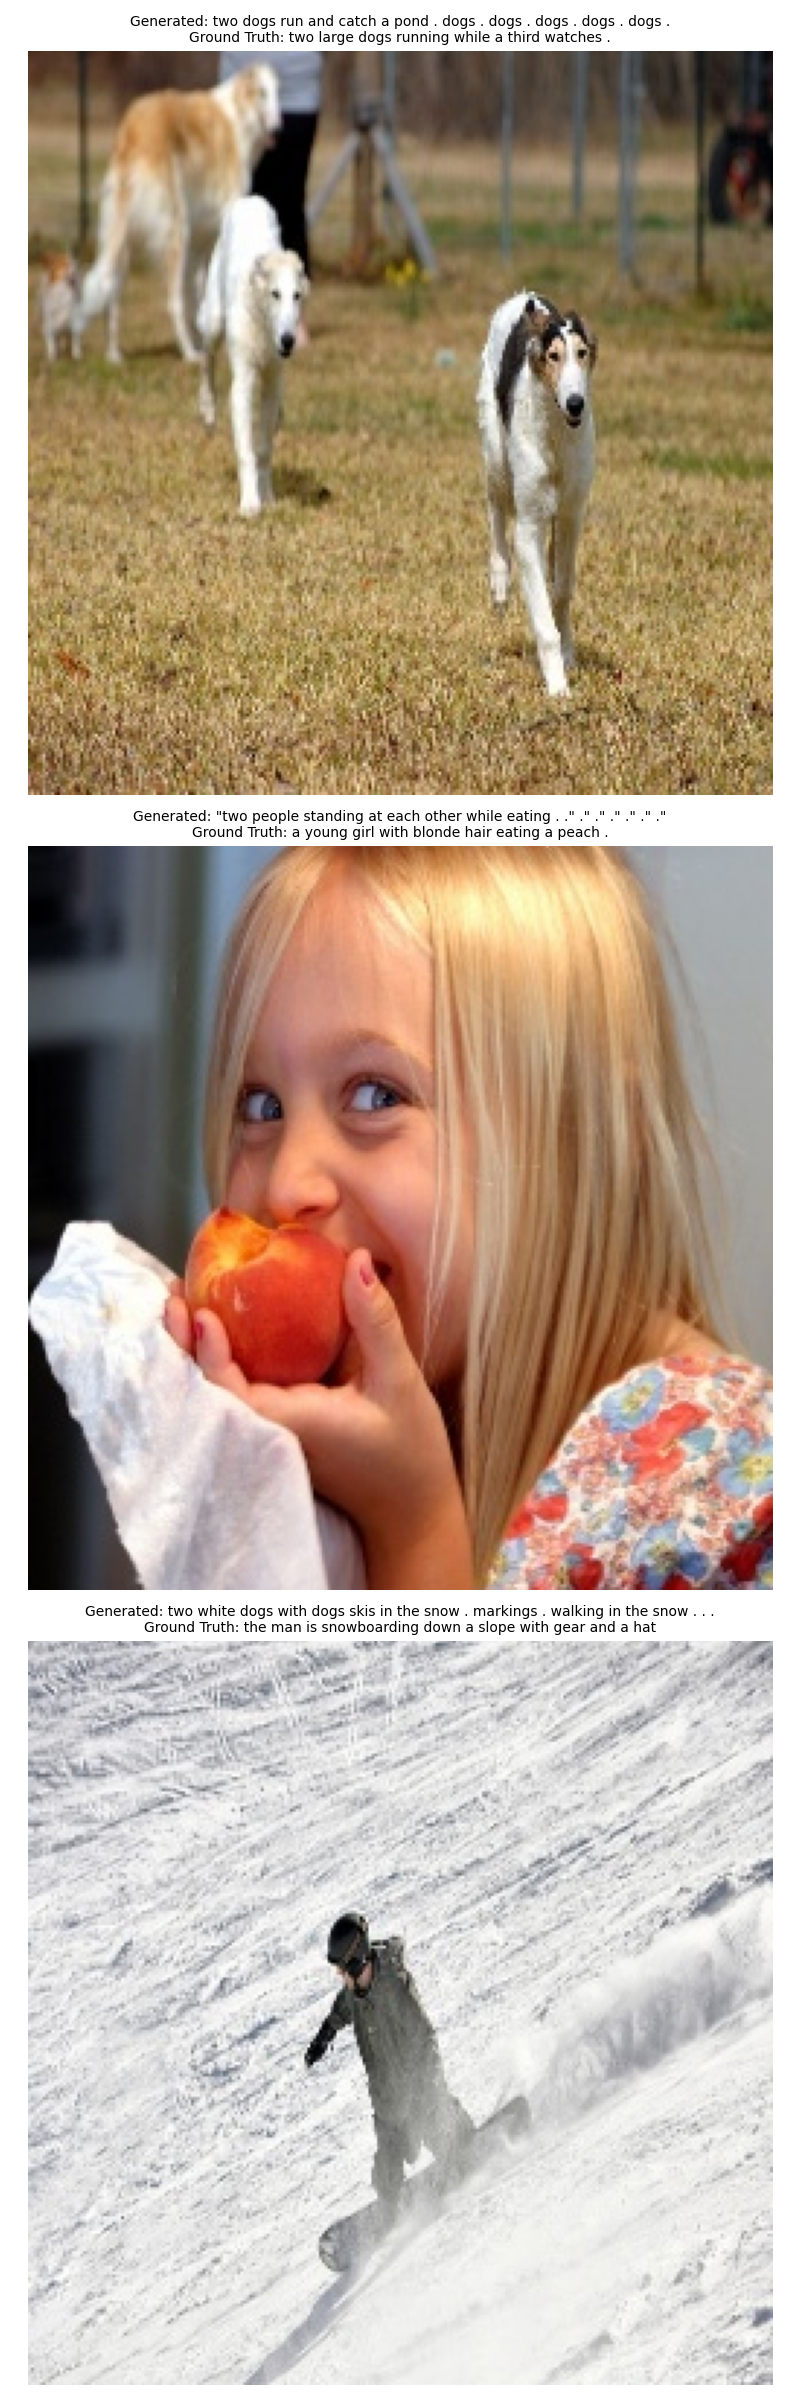 Generated: two dogs run and catch a pond . dogs . dogs . dogs . dogs . dogs .
Ground Truth: two large dogs running while a third watches .
Generated: "two people standing at each other while eating . ." ." ." ." ." ." ."
Ground Truth: a young girl with blonde hair eating a peach .
Generated: two white dogs with dogs skis in the snow . markings . walking in the snow . . .
Ground Truth: the man is snowboarding down a slope with gear and a hat